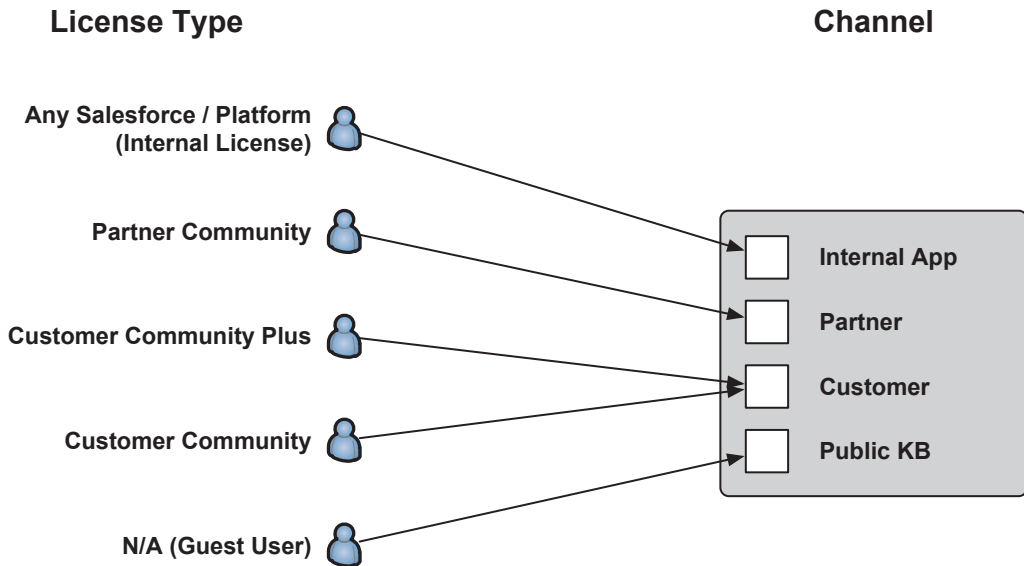 License Type
Channel
Any Salesforce / Platform
(Internal License)
Partner Community
Customer Community Plus
Customer Community
N/A (Guest User)
Internal App
Partner
Customer
Public KB